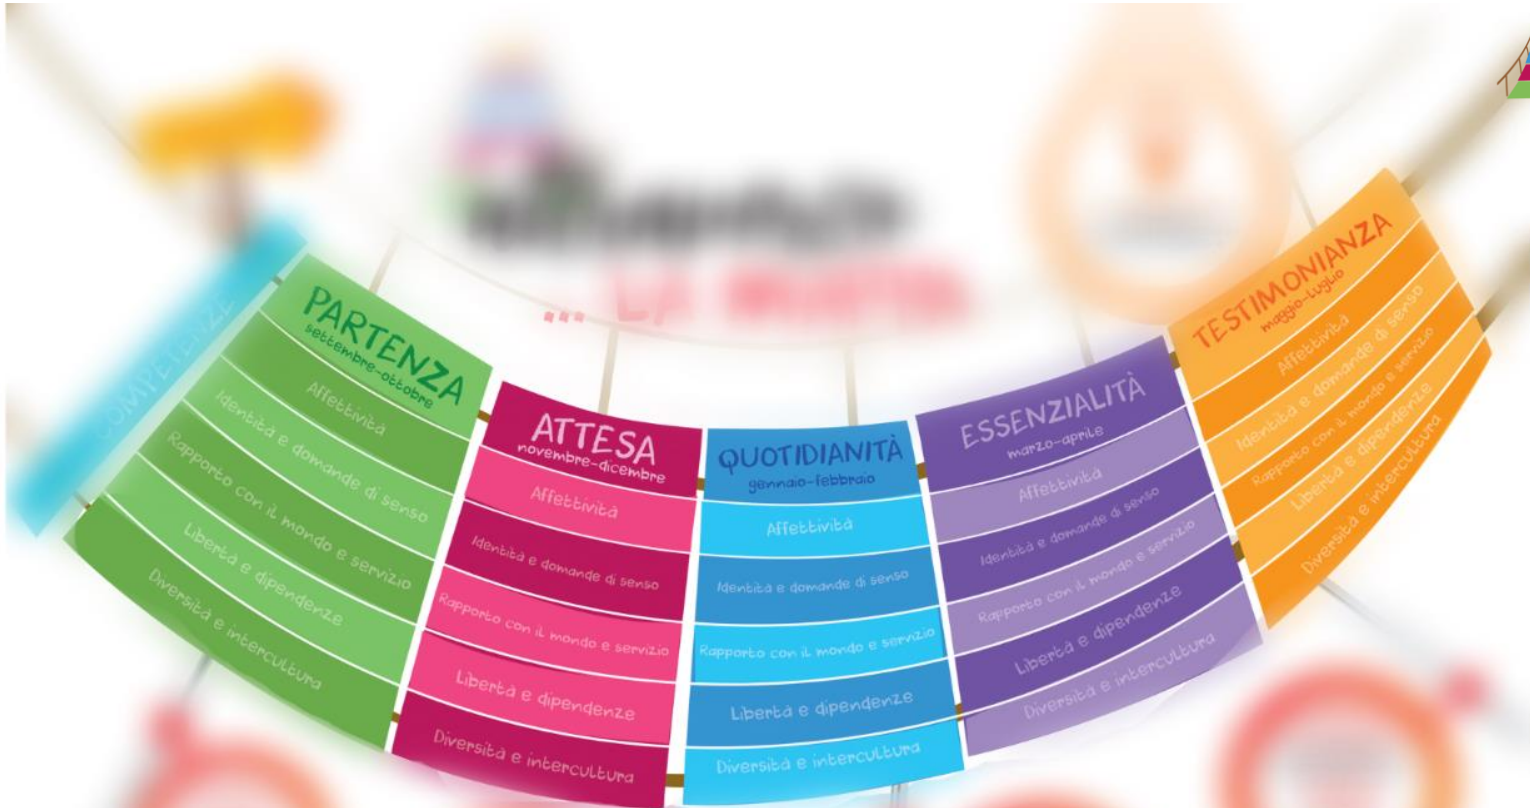 ... LA
COMPETENZE
PARTENZA
settembre-ottobre
Affettività
Identità e domande di senso
Rapporto con il mondo e servizio
Libertà e dipendenze
Diversità e intercultura
ATTESA
novembre-dicembre
Affettività
Identità e domande di senso
Rapporto con il mondo e servizio
Libertà e dipendenze
Diversità e intercultura
QUOTIDIANITÀ
gennaio-febbraio
Affettività
Identità e domande di senso
Rapporto con il mondo e servizio
Libertà e dipendenze
Diversità e intercultura
ESSENZIALITÀ
marzo-aprile
Affettività
Identità e domande di senso
Rapporto con il mondo e servizio
Libertà e dipendenze
Diversità e intercultura
TESTIMONIANZA
maggio-luglio
Affettività
Identità e domande di senso
Rapporto con il mondo e servizio
Libertà e dipendenze
Diversità e intercultura